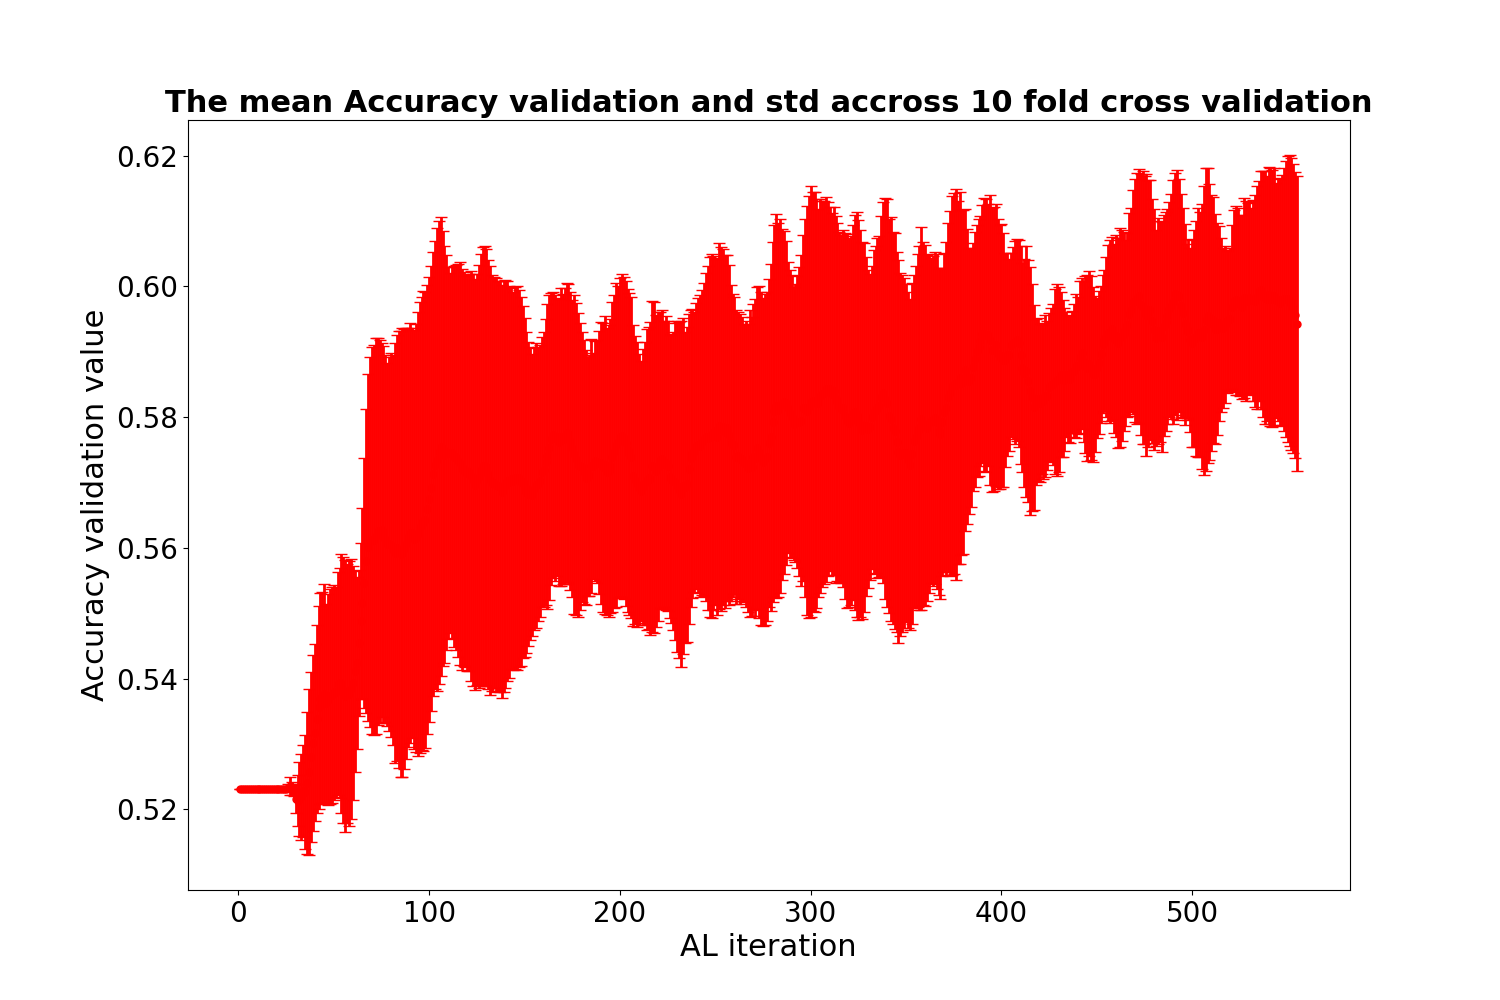 The mean Accuracy validation and std accross 10 fold cross validation
0.62
0.60
0.58
0.56
0.54
0.52
Accuracy validation value
0 100 200 300 400 500
AL iteration